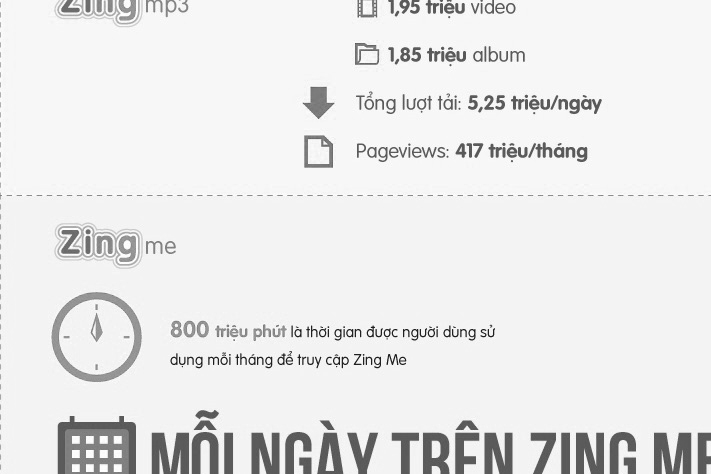 Zing mp3
1,95 triệu video
1,85 triệu album
Tổng lượt tải: 5,25 triệu/ngày
Pageviews: 417 triệu/tháng
Zing me
800 triệu phút là thời gian được người dùng sử
dụng mỗi tháng để truy cập Zing Me
MỖI NGÀY TRÊN ZING ME